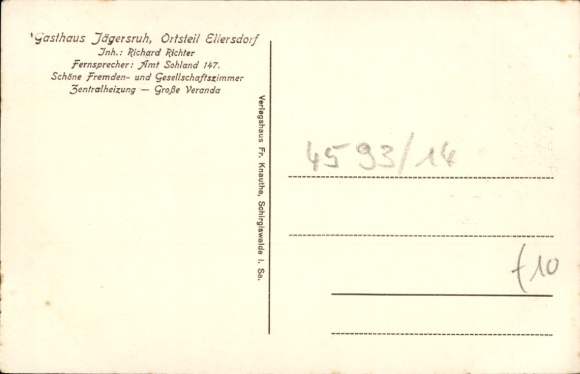 Gasthaus Jägersruh, Ortsteil Ellersdorf
Inh.: Richard Richter
Fernsprecher: Amt Sohland 147.
Schöne Fremden- und Gesellschaftszimmer
Zentralheizung — Große Veranda
Verlagshaus Fr. Knauthe, Schirgiswalde i. Sa.
4593/14
f10